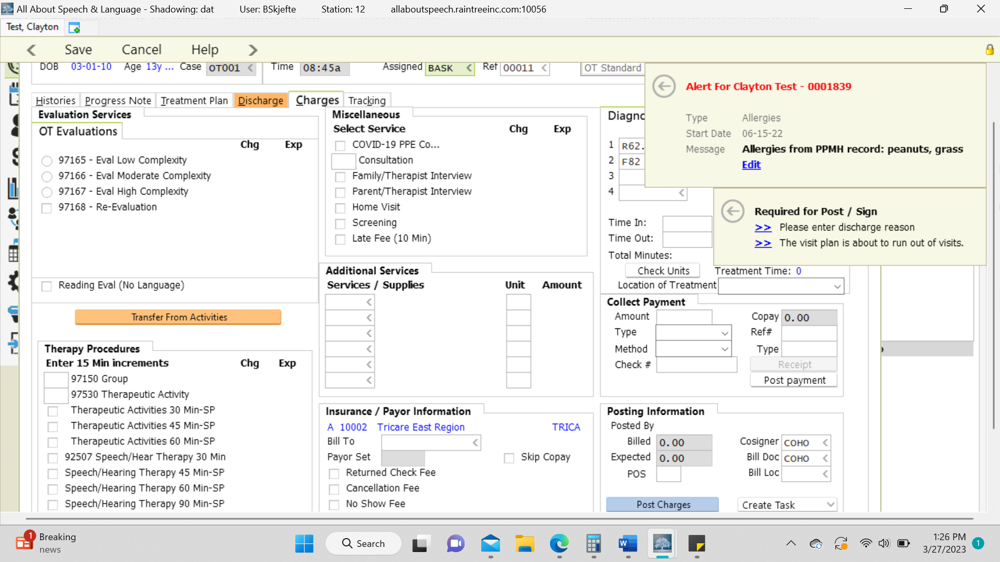 All About Speech & Language - Shadowing: dat User: BSkjefte Station: 12 allaboutspeech.raintreeinc.com:10056
Test, Clayton
Save Cancel Help
DOB 03-01-10 Age 13y ... Case OT001 Time 08:45a Assigned BASK Ref 00011 OT Standard
Histories Progress Note Treatment Plan Discharge Charges Tracking
Evaluation Services
OT Evaluations
Chg Exp
97165 - Eval Low Complexity
97166 - Eval Moderate Complexity
97167 - Eval High Complexity
97168 - Re-Evaluation
Reading Eval (No Language)
Transfer From Activities
Therapy Procedures
Enter 15 Min increments Chg Exp
97150 Group
97530 Therapeutic Activity
Therapeutic Activities 30 Min-SP
Therapeutic Activities 45 Min-SP
Therapeutic Activities 60 Min-SP
92507 Speech/Hear Therapy 30 Min
Speech/Hearing Therapy 45 Min-SP
Speech/Hearing Therapy 60 Min-SP
Speech/Hearing Therapy 90 Min-SP
Miscellaneous
Select Service Chg Exp
COVID-19 PPE Co...
Consultation
Family/Therapist Interview
Parent/Therapist Interview
Home Visit
Screening
Late Fee (10 Min)
Additional Services
Services / Supplies Unit Amount
Insurance / Payor Information
A 10002 Tricare East Region TRICA
Bill To
Payor Set Skip Copay
Returned Check Fee
Cancellation Fee
No Show Fee
Diagno
1 R62.
2 F82
3
4
Time In:
Time Out:
Total Minutes:
Check Units Treatment Time: 0
Location of Treatment
Collect Payment
Amount Copay 0.00
Type Ref#
Method Type
Check # Receipt
Post payment
Posting Information
Posted By
Billed 0.00 Cosigner COHO
Expected 0.00 Bill Doc COHO
POS Bill Loc
Post Charges Create Task
Alert For Clayton Test - 0001839
Type Allergies
Start Date 06-15-22
Message Allergies from PPMH record: peanuts, grass
Edit
Required for Post / Sign
>> Please enter discharge reason
>> The visit plan is about to run out of visits.
1 Breaking
news
Search
W
1:26 PM
3/27/2023
1